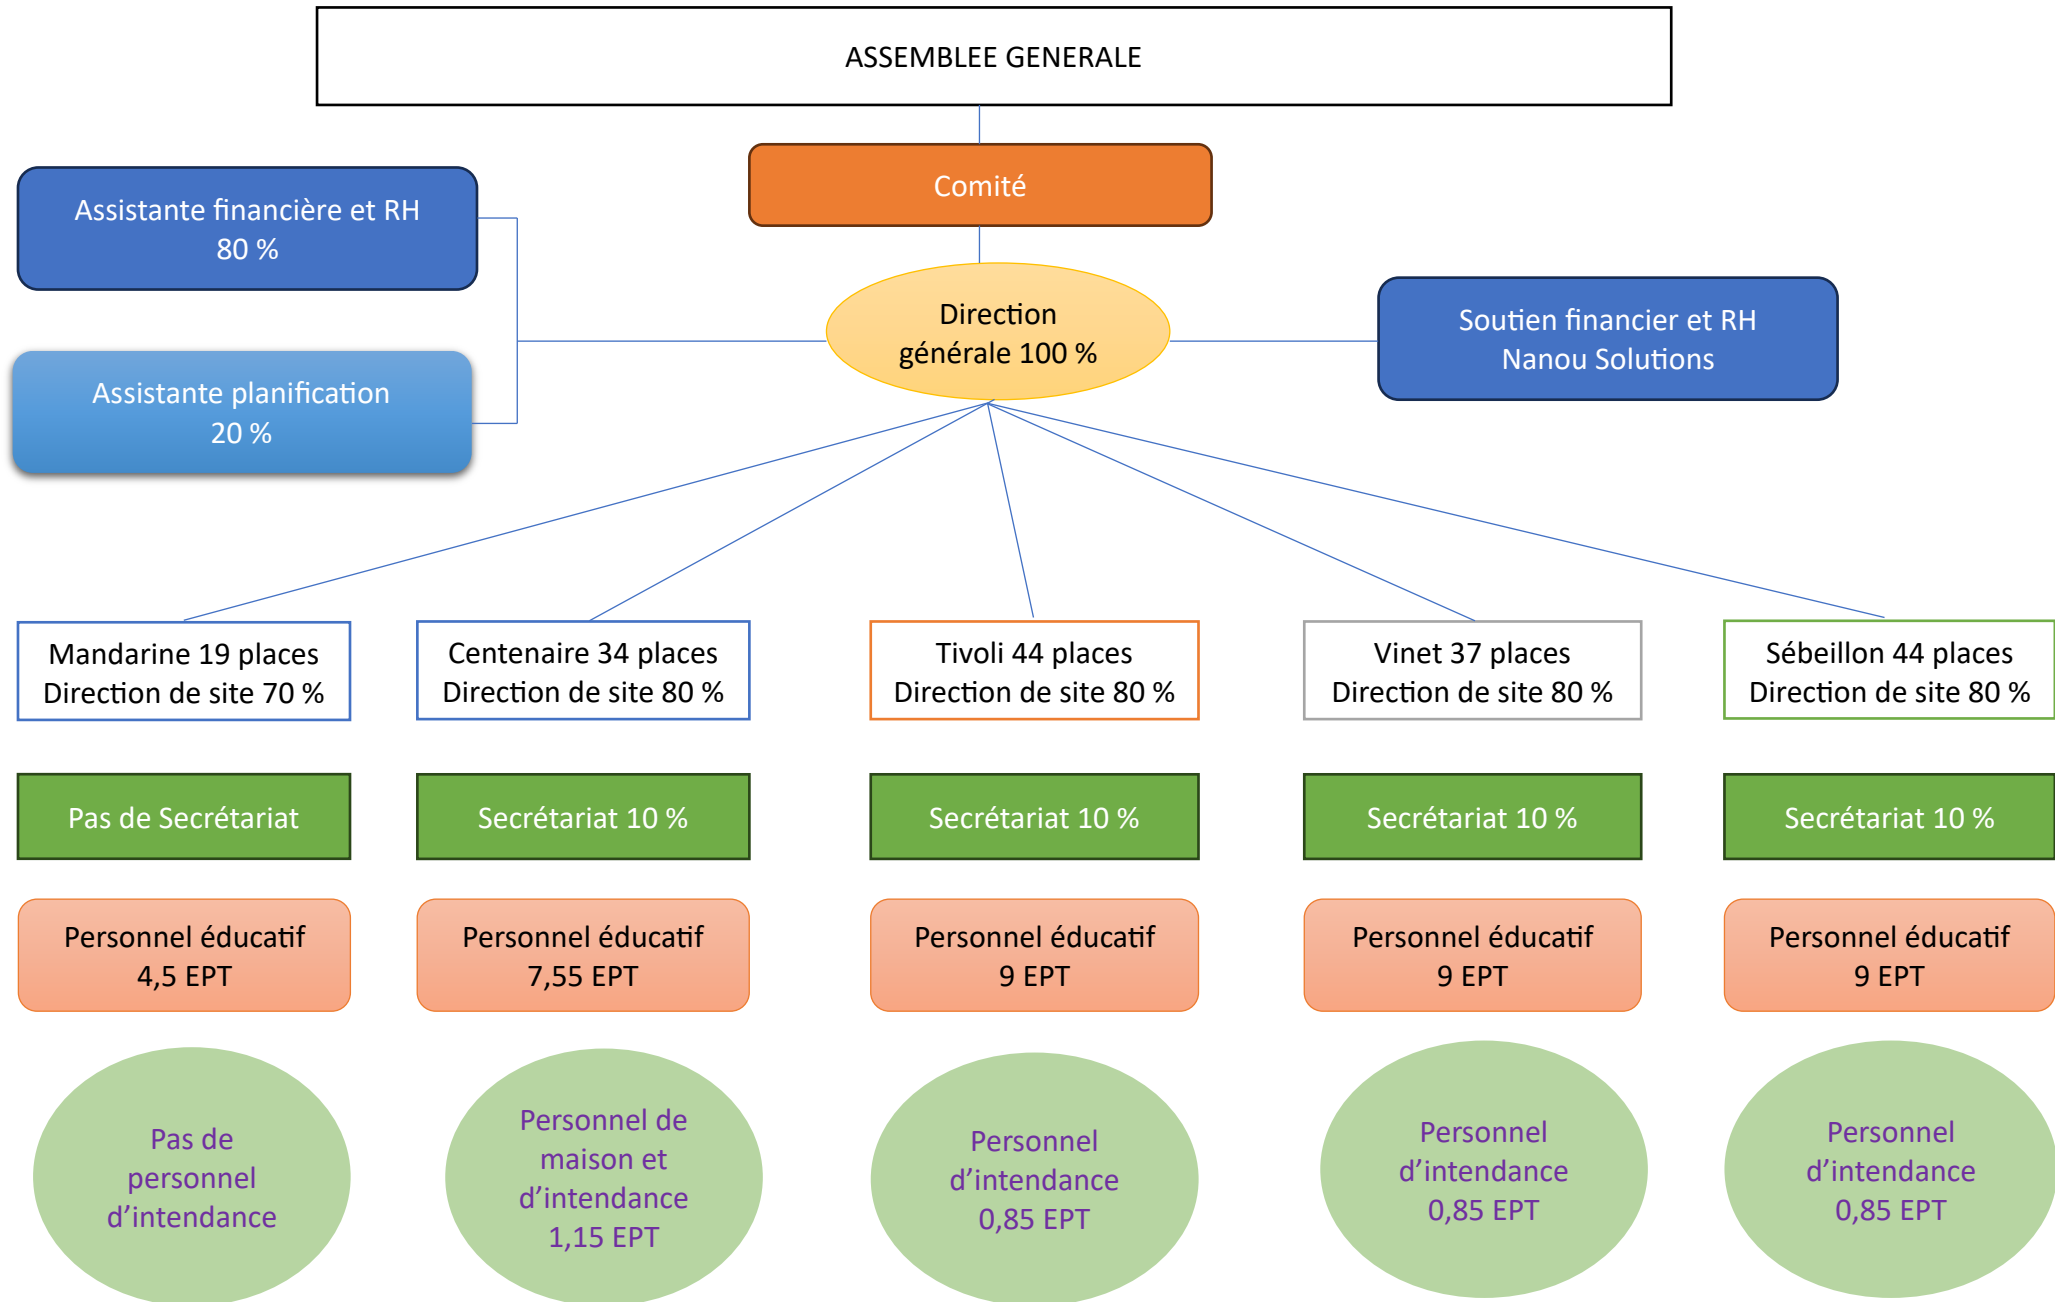 ASSEMBLEE GENERALE
Comité
Assistante financière et RH
80 %
Direction
générale 100 %
Soutien financier et RH
Nanou Solutions
Assistante planification
20 %
Mandarine 19 places
Direction de site 70 %
Centenaire 34 places
Direction de site 80 %
Tivoli 44 places
Direction de site 80 %
Vinet 37 places
Direction de site 80 %
Sébeillon 44 places
Direction de site 80 %
Pas de Secrétariat
Secrétariat 10 %
Secrétariat 10 %
Secrétariat 10 %
Secrétariat 10 %
Personnel éducatif
4,5 EPT
Personnel éducatif
7,55 EPT
Personnel éducatif
9 EPT
Personnel éducatif
9 EPT
Personnel éducatif
9 EPT
Pas de
personnel
d’intendance
Personnel de
maison et
d’intendance
1,15 EPT
Personnel
d’intendance
0,85 EPT
Personnel
d’intendance
0,85 EPT
Personnel
d’intendance
0,85 EPT